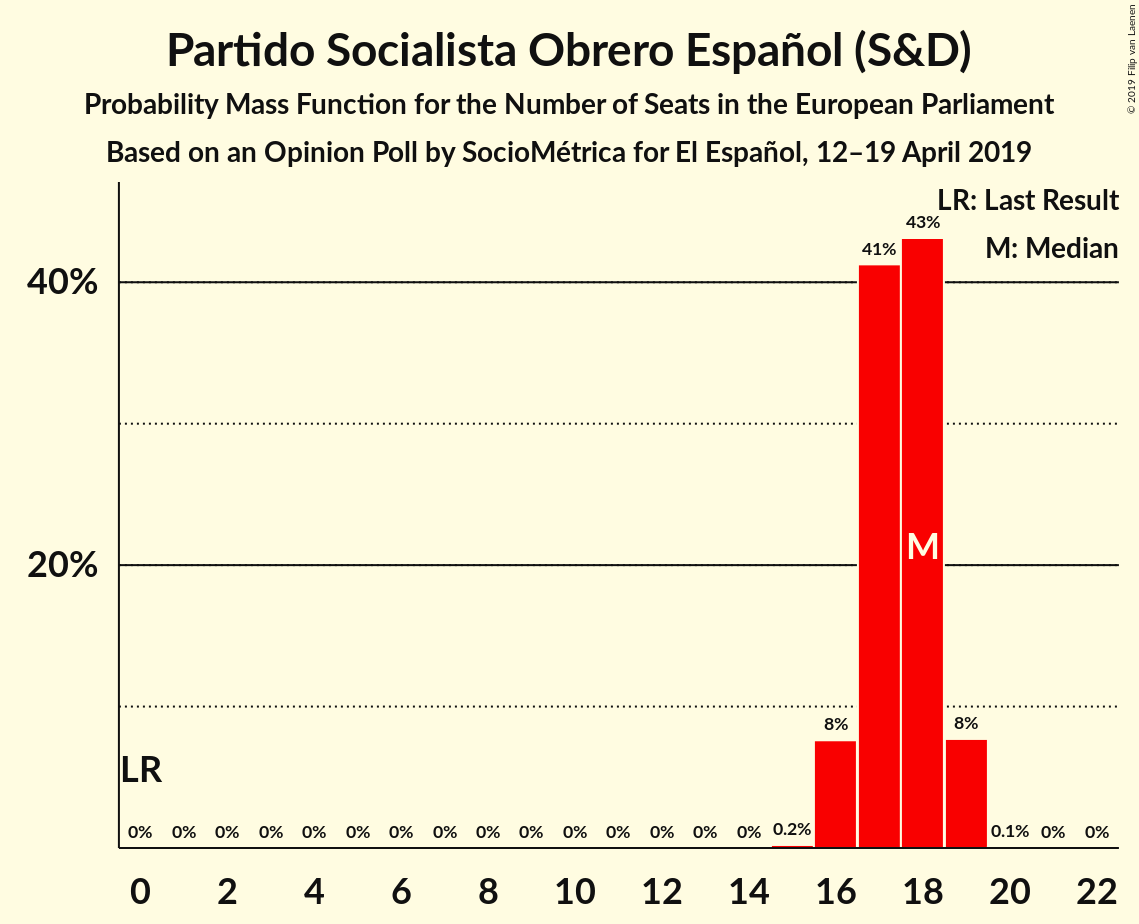 Partido Socialista Obrero Español (S&D)
Probability Mass Function for the Number of Seats in the European Parliament
Based on an Opinion Poll by SocioMétrica for El Español, 12–19 April 2019
© 2019 Filip van Laenen
LR: Last Result
M: Median
43%
41%
40%
M
20%
8% 8%
LR
0% 0% 0% 0% 0% 0% 0% 0% 0% 0% 0% 0% 0% 0% 0% 0.2% 0.1% 0% 0%
0 2 4 6 8 10 12 14 16 18 20 22